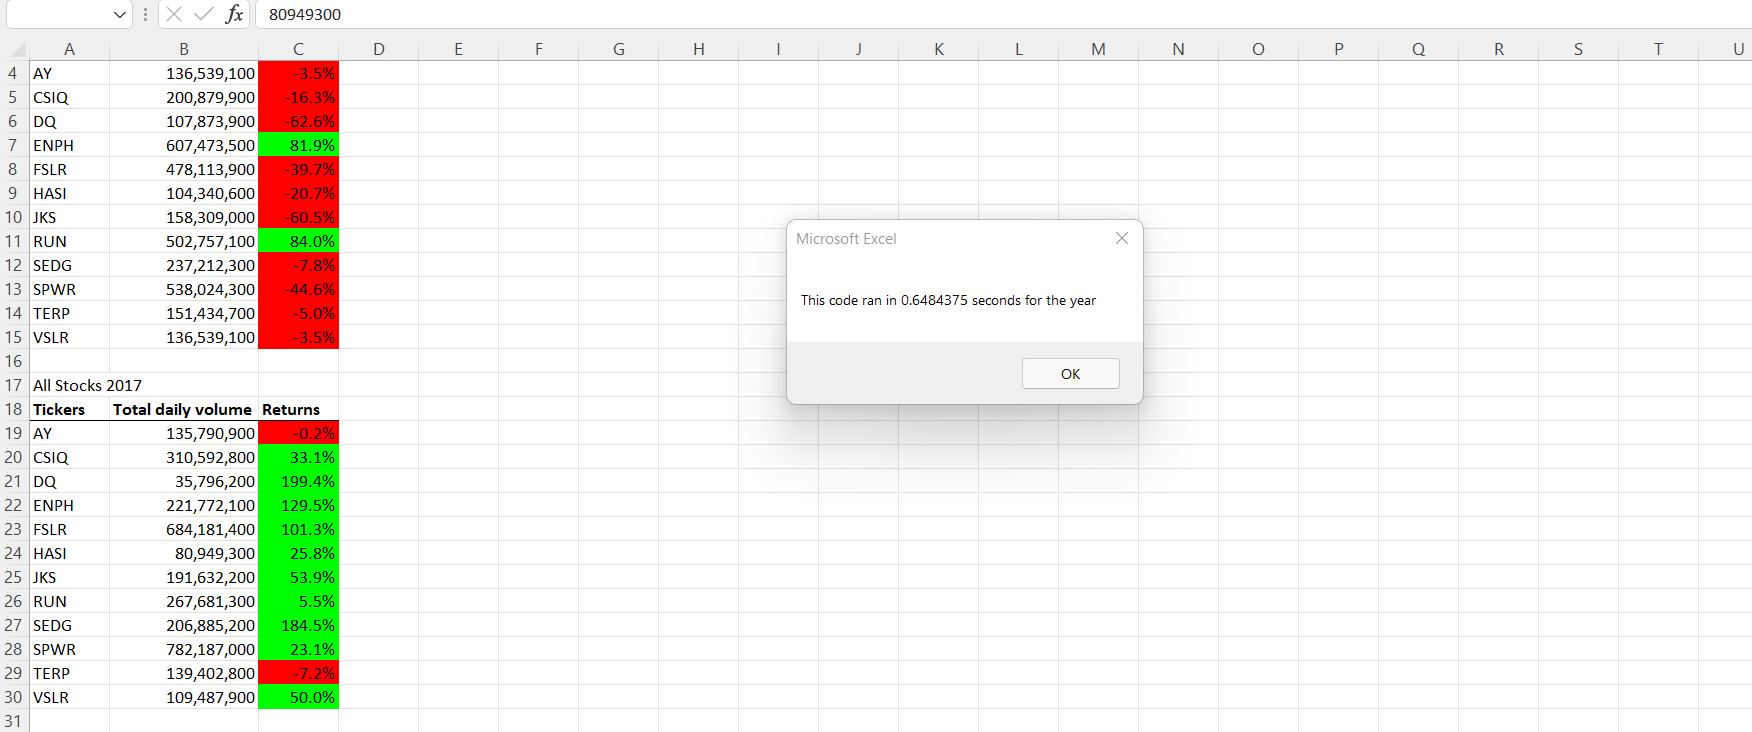 fx 80949300
A B C D E F G H I J K L M N O P Q R S T U
4 AY 136,539,100 -3.5%
5 CSIQ 200,879,900 -16.3%
6 DQ 107,873,900 -62.6%
7 ENPH 607,473,500 81.9%
8 FSLR 478,113,900 -39.7%
9 HASI 104,340,600 -20.7%
10 JKS 158,309,000 -60.5%
11 RUN 502,757,100 84.0%
12 SEDG 237,212,300 -7.8%
13 SPWR 538,024,300 -44.6%
14 TERP 151,434,700 -5.0%
15 VSLR 136,539,100 -3.5%
16
17 All Stocks 2017
18 Tickers Total daily volume Returns
19 AY 135,790,900 -0.2%
20 CSIQ 310,592,800 33.1%
21 DQ 35,796,200 199.4%
22 ENPH 221,772,100 129.5%
23 FSLR 684,181,400 101.3%
24 HASI 80,949,300 25.8%
25 JKS 191,632,200 53.9%
26 RUN 267,681,300 5.5%
27 SEDG 206,885,200 184.5%
28 SPWR 782,187,000 23.1%
29 TERP 139,402,800 -7.2%
30 VSLR 109,487,900 50.0%
31
Microsoft Excel
This code ran in 0.6484375 seconds for the year
OK